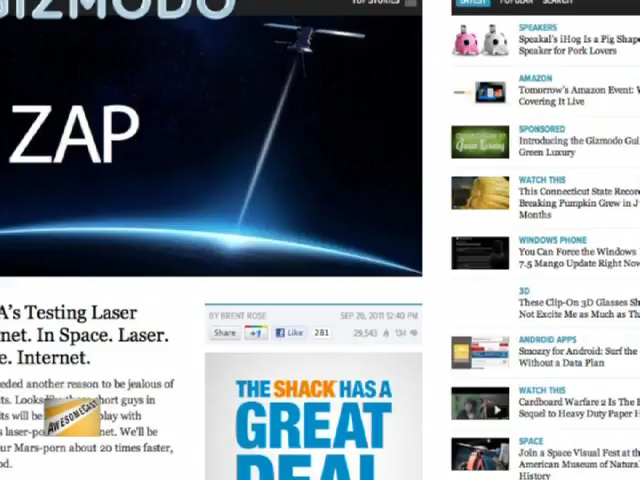 GIZMODO
TOP STORIES
LATEST POPULAR SEARCH
ZAP
A's Testing Laser
net. In Space. Laser.
e. Internet.
eded another reason to be jealous of
ts. short guys in
its will be play with
s laser- net. We'll be
ur Mars-porn about 20 times faster,
od.
AWESOMECAST
BY BRENT ROSE SEP 26, 2011 12:40 PM
Share +1 Like 281 29,543 134
THE SHACK HAS A
GREAT
DEAL
SPEAKERS
Speakal's iHog Is a Pig Shape
Speaker for Pork Lovers
AMAZON
Tomorrow's Amazon Event: W
Covering It Live
SPONSORED
Introducing the Gizmodo Gui
Green Luxury
WATCH THIS
This Connecticut State Recor
Breaking Pumpkin Grew in J
Months
WINDOWS PHONE
You Can Force the Windows
7.5 Mango Update Right Now
3D
These Clip-On 3D Glasses Sh
Not Excite Me as Much as Th
ANDROID APPS
Smozzy for Android: Surf the
Without a Data Plan
WATCH THIS
Cardboard Warfare 2 Is The B
Sequel to Heavy Duty Paper F
SPACE
Join a Space Visual Fest at th
American Museum of Natural
History